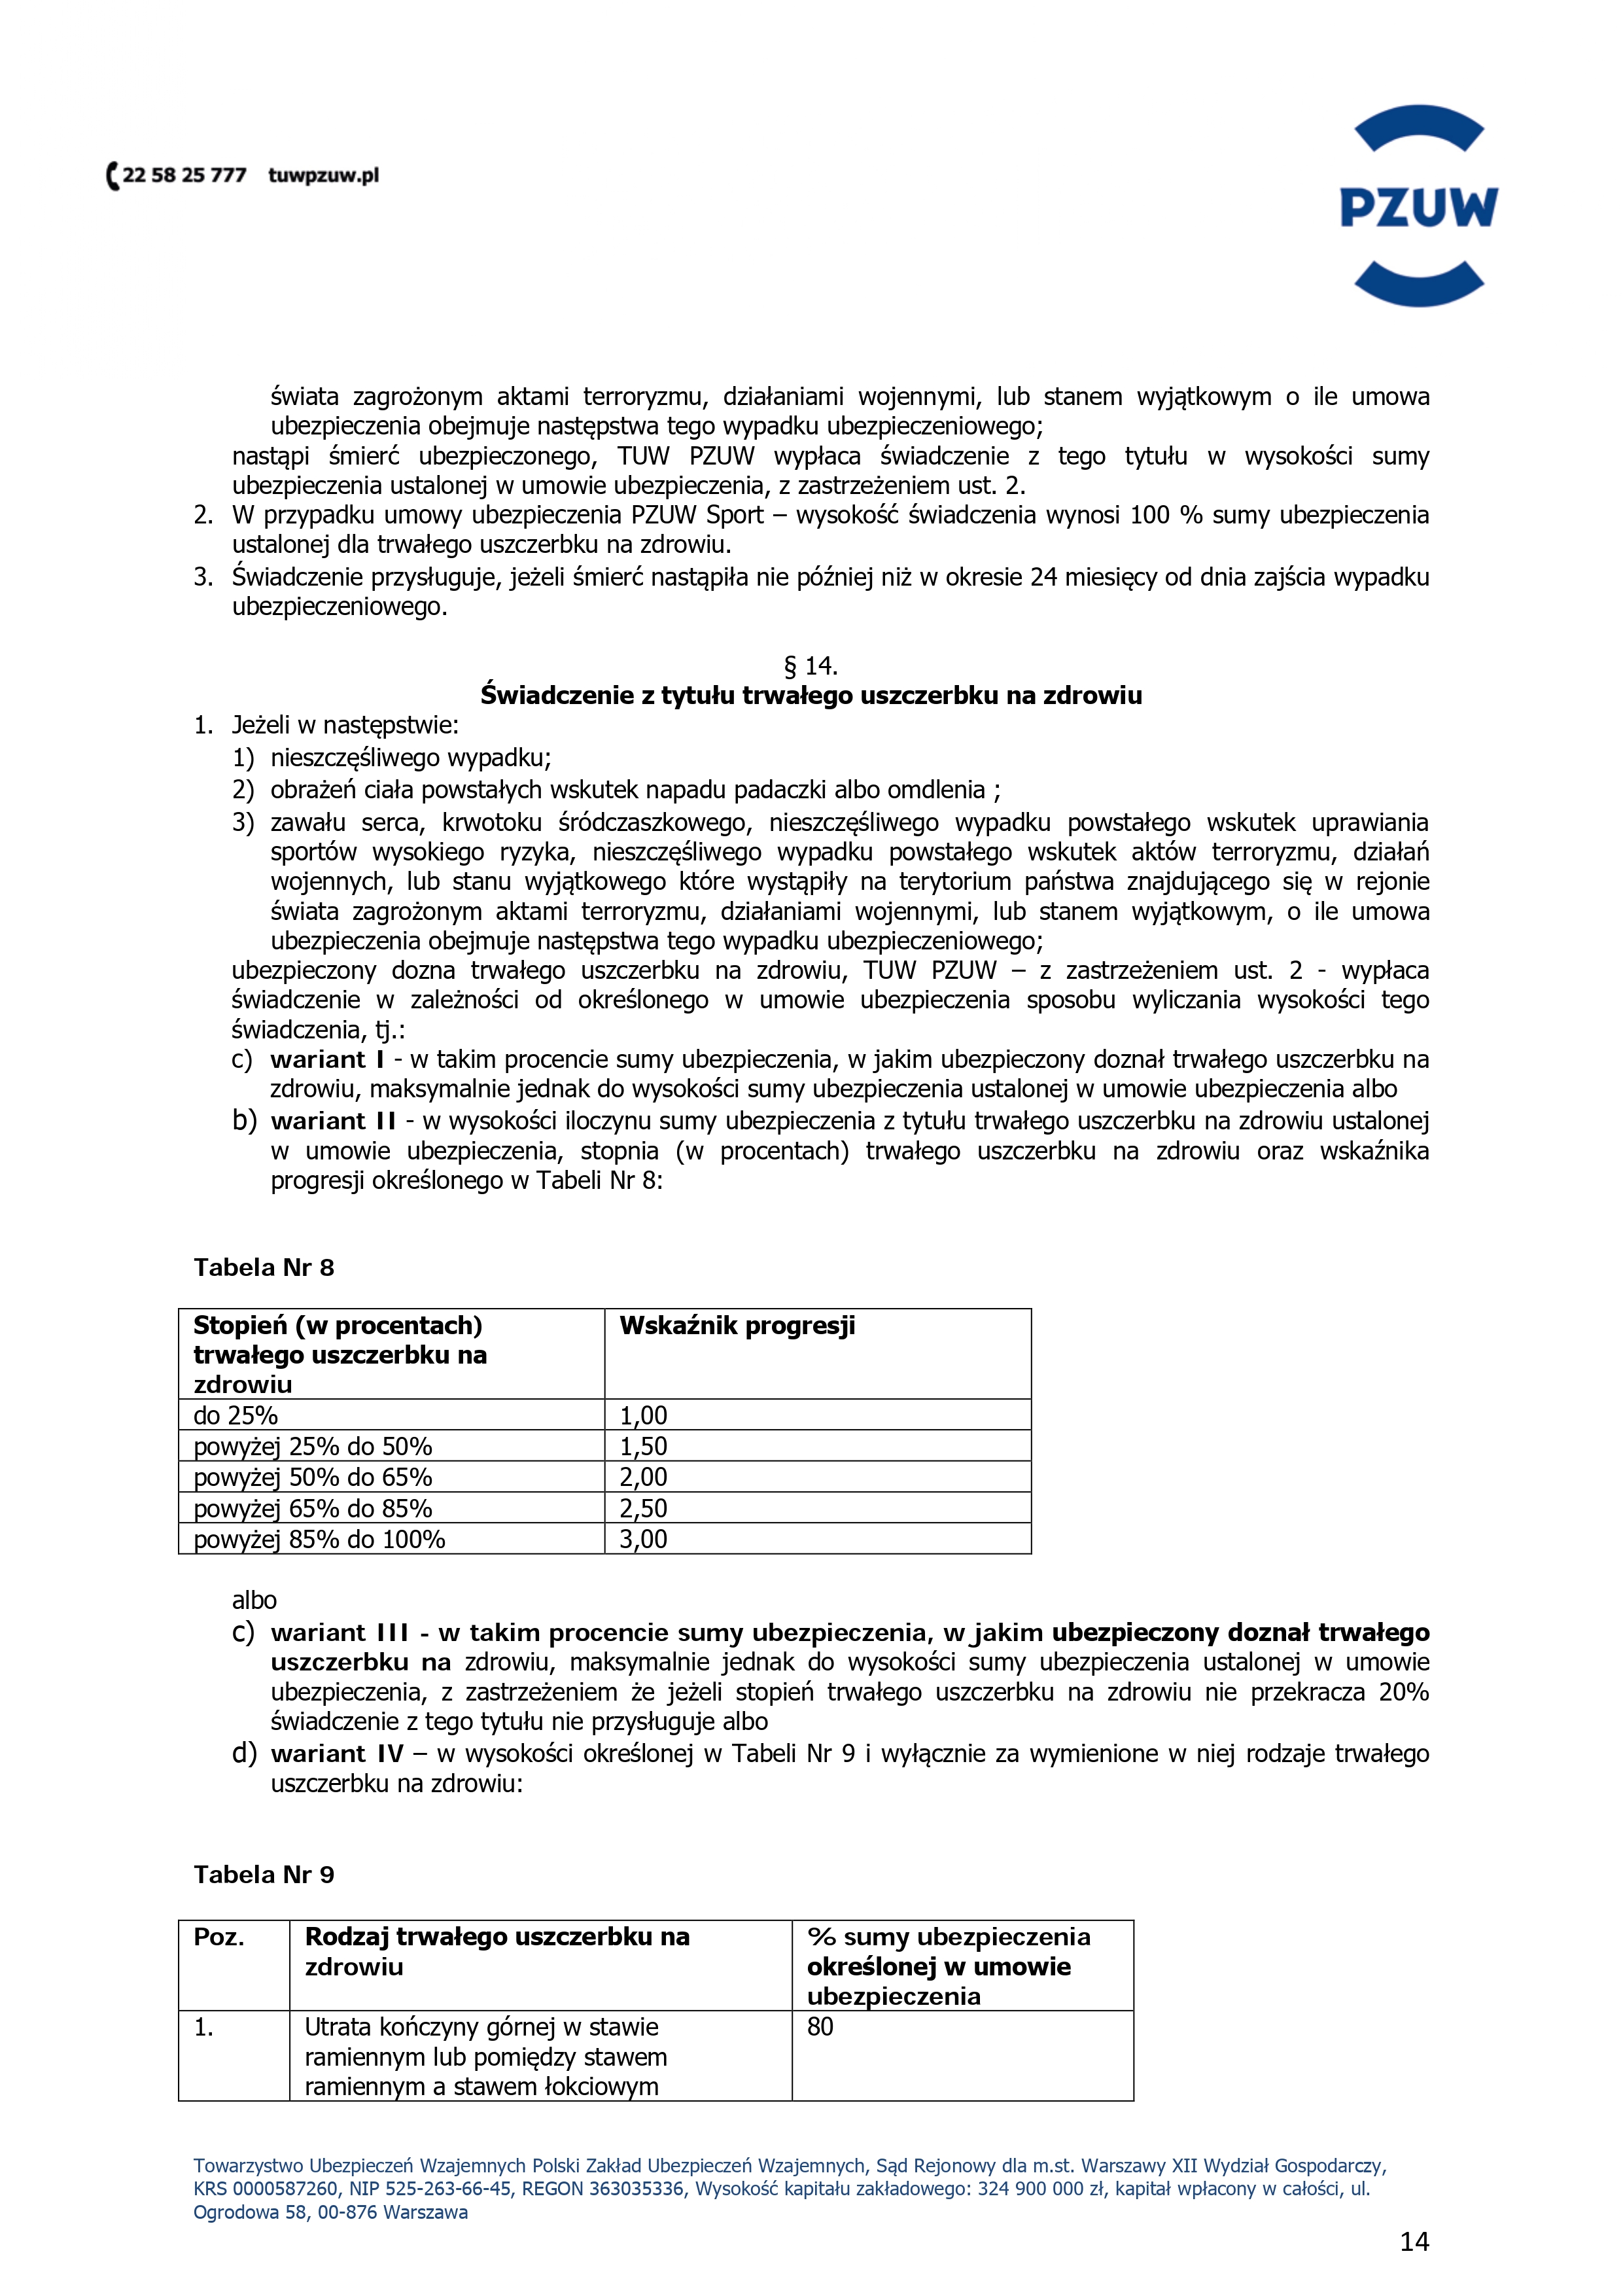 22 58 25 777 tuwpzuw.pl
PZUW
świata zagrożonym aktami terroryzmu, działaniami wojennymi, lub stanem wyjątkowym o ile umowa
ubezpieczenia obejmuje następstwa tego wypadku ubezpieczeniowego;
nastąpi śmierć ubezpieczonego, TUW PZUW wypłaca świadczenie z tego tytułu w wysokości sumy
ubezpieczenia ustalonej w umowie ubezpieczenia, z zastrzeżeniem ust. 2.
2. W przypadku umowy ubezpieczenia PZUW Sport – wysokość świadczenia wynosi 100 % sumy ubezpieczenia
ustalonej dla trwałego uszczerbku na zdrowiu.
3. Świadczenie przysługuje, jeżeli śmierć nastąpiła nie później niż w okresie 24 miesięcy od dnia zajścia wypadku
ubezpieczeniowego.
§ 14.
Świadczenie z tytułu trwałego uszczerbku na zdrowiu
1. Jeżeli w następstwie:
1) nieszczęśliwego wypadku;
2) obrażeń ciała powstałych wskutek napadu padaczki albo omdlenia ;
3) zawału serca, krwotoku śródczaszkowego, nieszczęśliwego wypadku powstałego wskutek uprawiania
sportów wysokiego ryzyka, nieszczęśliwego wypadku powstałego wskutek aktów terroryzmu, działań
wojennych, lub stanu wyjątkowego które wystąpiły na terytorium państwa znajdującego się w rejonie
świata zagrożonym aktami terroryzmu, działaniami wojennymi, lub stanem wyjątkowym, o ile umowa
ubezpieczenia obejmuje następstwa tego wypadku ubezpieczeniowego;
ubezpieczony dozna trwałego uszczerbku na zdrowiu, TUW PZUW – z zastrzeżeniem ust. 2 - wypłaca
świadczenie w zależności od określonego w umowie ubezpieczenia sposobu wyliczania wysokości tego
świadczenia, tj.:
c) wariant I - w takim procencie sumy ubezpieczenia, w jakim ubezpieczony doznał trwałego uszczerbku na
zdrowiu, maksymalnie jednak do wysokości sumy ubezpieczenia ustalonej w umowie ubezpieczenia albo
b) wariant II - w wysokości iloczynu sumy ubezpieczenia z tytułu trwałego uszczerbku na zdrowiu ustalonej
w umowie ubezpieczenia, stopnia (w procentach) trwałego uszczerbku na zdrowiu oraz wskaźnika
progresji określonego w Tabeli Nr 8:
Tabela Nr 8
Stopień (w procentach) Wskaźnik progresji
trwałego uszczerbku na
zdrowiu
do 25% 1,00
powyżej 25% do 50% 1,50
powyżej 50% do 65% 2,00
powyżej 65% do 85% 2,50
powyżej 85% do 100% 3,00
albo
c) wariant III - w takim procencie sumy ubezpieczenia, w jakim ubezpieczony doznał trwałego
uszczerbku na zdrowiu, maksymalnie jednak do wysokości sumy ubezpieczenia ustalonej w umowie
ubezpieczenia, z zastrzeżeniem że jeżeli stopień trwałego uszczerbku na zdrowiu nie przekracza 20%
świadczenie z tego tytułu nie przysługuje albo
d) wariant IV – w wysokości określonej w Tabeli Nr 9 i wyłącznie za wymienione w niej rodzaje trwałego
uszczerbku na zdrowiu:
Tabela Nr 9
Poz. Rodzaj trwałego uszczerbku na % sumy ubezpieczenia
zdrowiu określonej w umowie
ubezpieczenia
1. Utrata kończyny górnej w stawie 80
ramiennym lub pomiędzy stawem
ramiennym a stawem łokciowym
Towarzystwo Ubezpieczeń Wzajemnych Polski Zakład Ubezpieczeń Wzajemnych, Sąd Rejonowy dla m.st. Warszawy XII Wydział Gospodarczy,
KRS 0000587260, NIP 525-263-66-45, REGON 363035336, Wysokość kapitału zakładowego: 324 900 000 zł, kapitał wpłacony w całości, ul.
Ogrodowa 58, 00-876 Warszawa
14